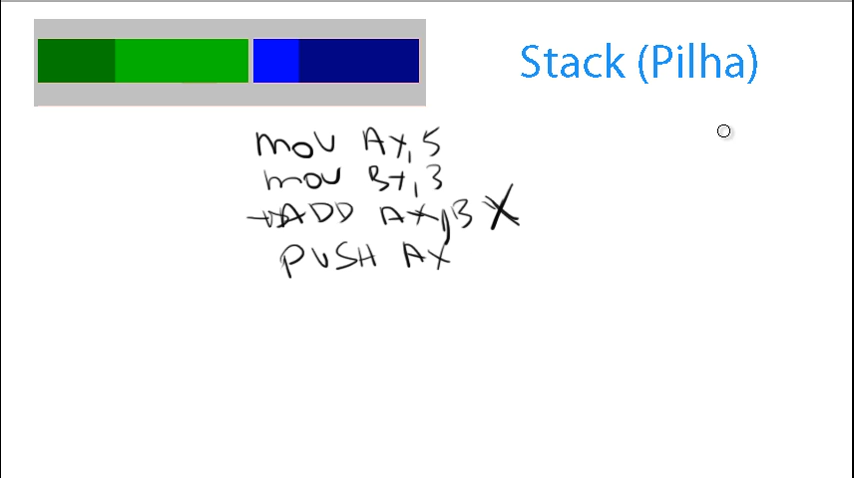 Stack (Pilha)
mov AX, 5
mov BX, 3
ADD AX, BX
PUSH AX